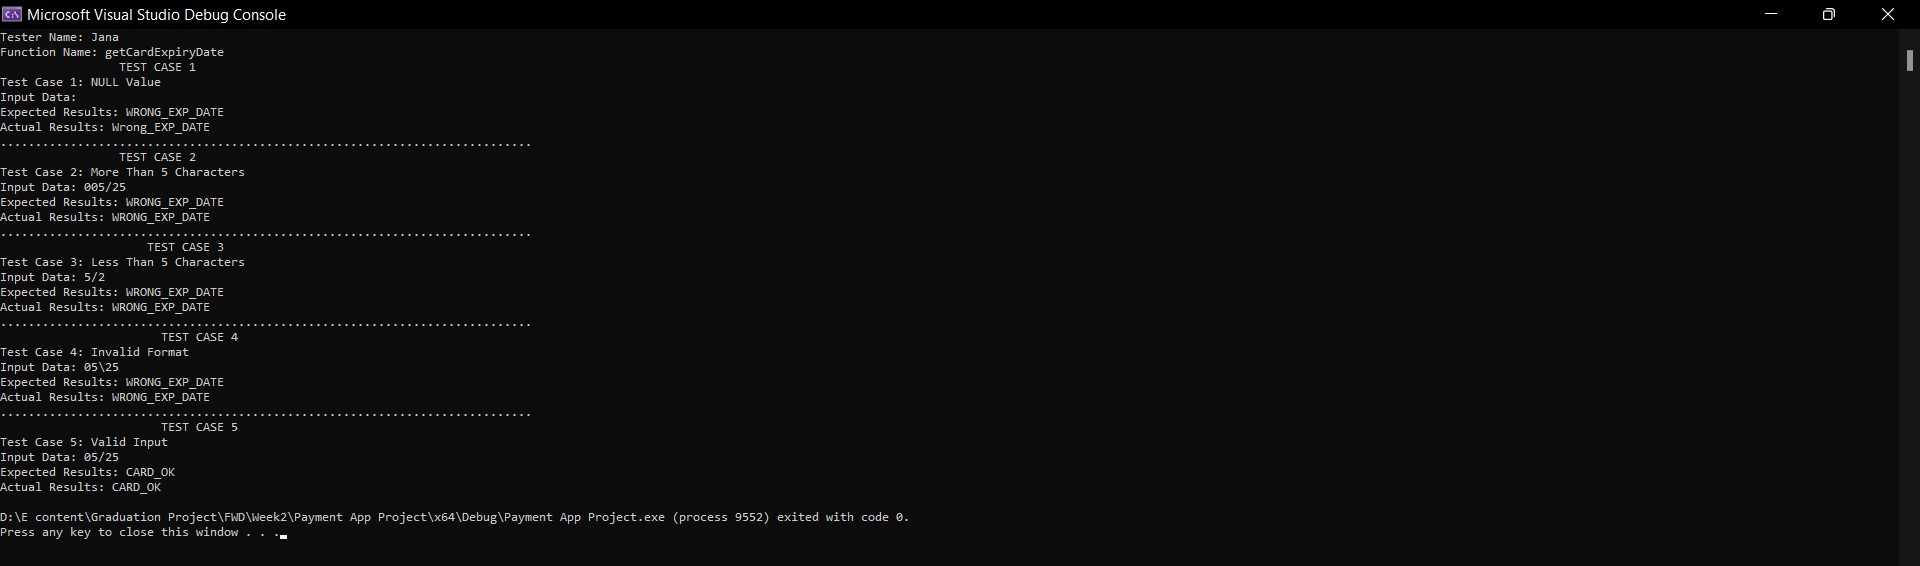 Microsoft Visual Studio Debug Console
Tester Name: Jana
Function Name: getCardExpiryDate
TEST CASE 1
Test Case 1: NULL Value
Input Data:
Expected Results: WRONG_EXP_DATE
Actual Results: Wrong_EXP_DATE
............................................................................
TEST CASE 2
Test Case 2: More Than 5 Characters
Input Data: 005/25
Expected Results: WRONG_EXP_DATE
Actual Results: WRONG_EXP_DATE
............................................................................
TEST CASE 3
Test Case 3: Less Than 5 Characters
Input Data: 5/2
Expected Results: WRONG_EXP_DATE
Actual Results: WRONG_EXP_DATE
............................................................................
TEST CASE 4
Test Case 4: Invalid Format
Input Data: 05\25
Expected Results: WRONG_EXP_DATE
Actual Results: WRONG_EXP_DATE
............................................................................
TEST CASE 5
Test Case 5: Valid Input
Input Data: 05/25
Expected Results: CARD_OK
Actual Results: CARD_OK
D:\E content\Graduation Project\FWD\Week2\Payment App Project\x64\Debug\Payment App Project.exe (process 9552) exited with code 0.
Press any key to close this window . . .